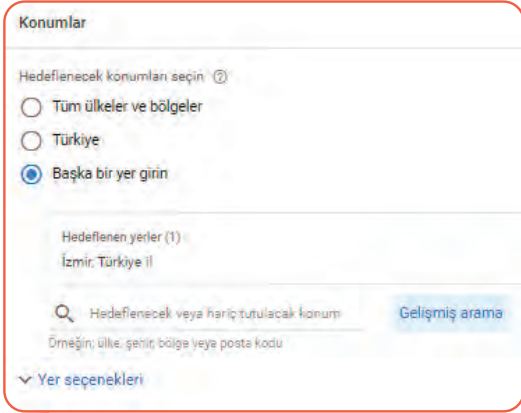 Konumlar
Hedeflenecek konumları seçin
Tüm ülkeler ve bölgeler
Türkiye
Başka bir yer girin
Hedeflenen yerler (1)
İzmir, Türkiye il
Hedeflenecek veya hariç tutulacak konum Gelişmiş arama
Örneğin; ülke, şehir, bölge veya posta kodu
Yer seçenekleri